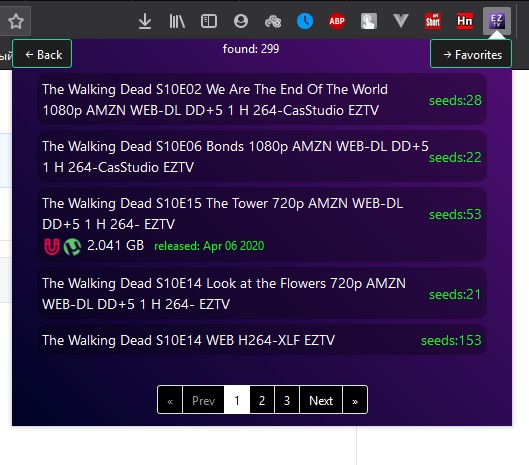 ABP
art
Short
Hn
EZ
TV
ый
← Back
found: 299
→ Favorites
The Walking Dead S10E02 We Are The End Of The World
1080p AMZN WEB-DL DD+5 1 H 264-CasStudio EZTV
seeds:28
The Walking Dead S10E06 Bonds 1080p AMZN WEB-DL DD+5
1 H 264-CasStudio EZTV
seeds:22
The Walking Dead S10E15 The Tower 720p AMZN WEB-DL
DD+5 1 H 264- EZTV
seeds:53
2.041 GB released: Apr 06 2020
The Walking Dead S10E14 Look at the Flowers 720p AMZN
WEB-DL DD+5 1 H 264- EZTV
seeds:21
The Walking Dead S10E14 WEB H264-XLF EZTV
seeds:153
« Prev 1 2 3 Next »